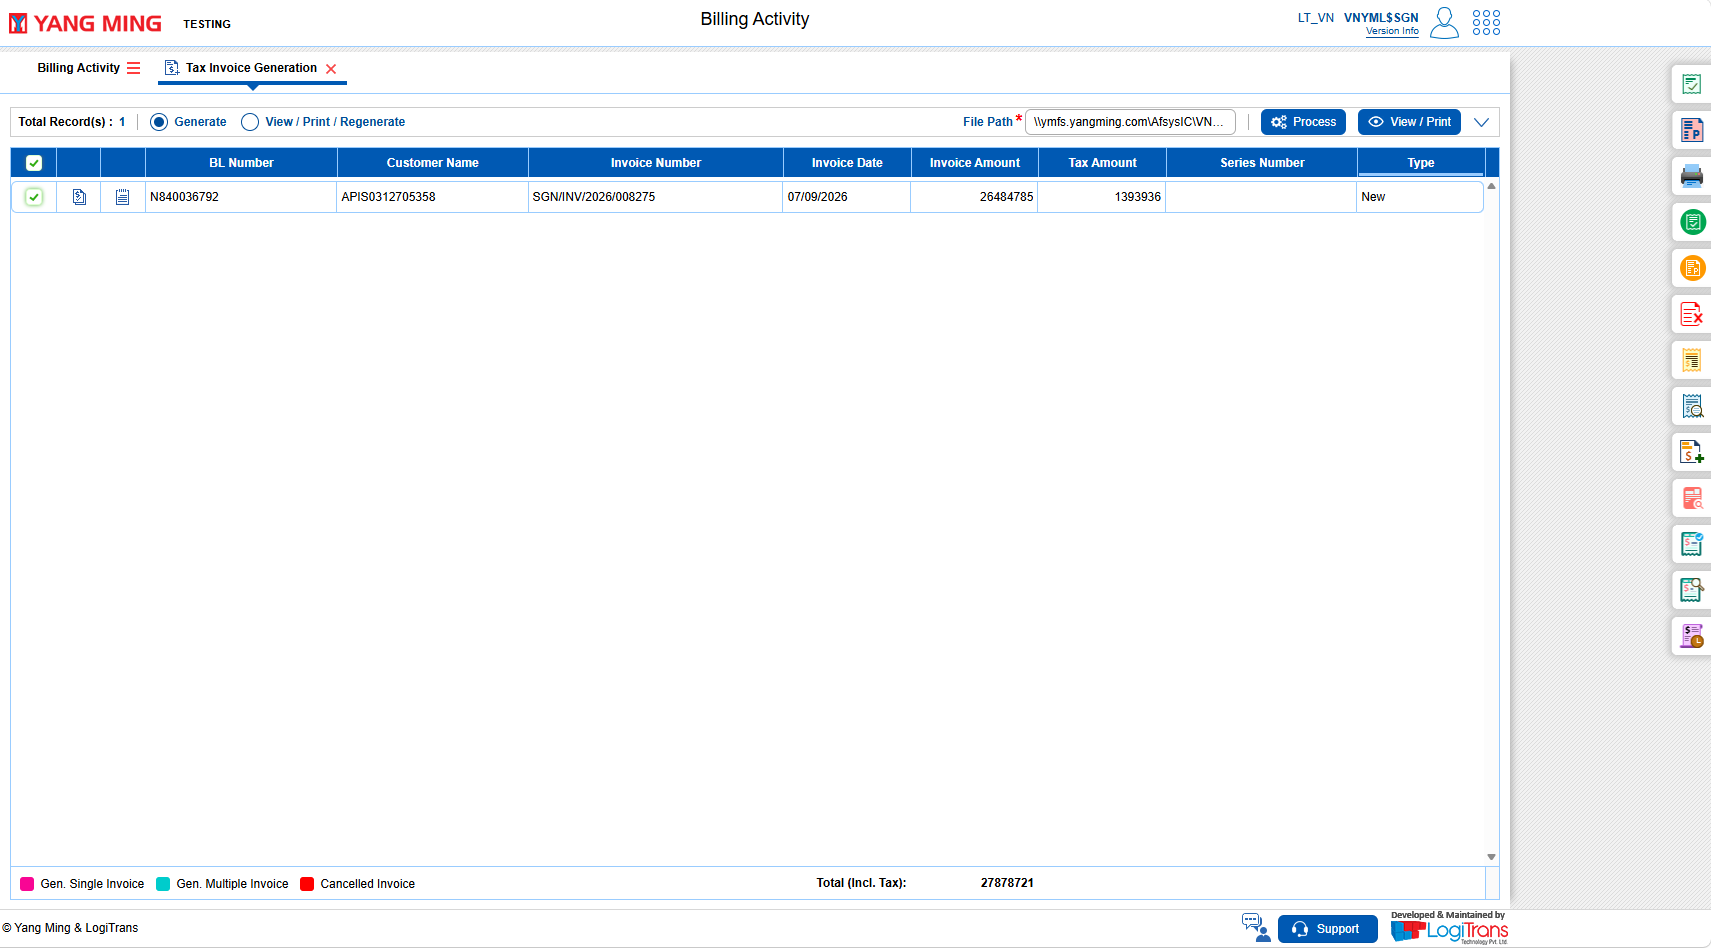 YANG MING
TESTING
Billing Activity
LT_VN VNYML$SGN
Version Info
Billing Activity
Tax Invoice Generation
Total Record(s) : 1
Generate
View / Print / Regenerate
File Path *
\\ymfs.yangming.com\AfsysIC\VN...
Process
View / Print
BL Number Customer Name Invoice Number Invoice Date Invoice Amount Tax Amount Series Number Type
N840036792 APIS0312705358 SGN/INV/2026/008275 07/09/2026 26484785 1393936 New
Gen. Single Invoice Gen. Multiple Invoice Cancelled Invoice Total (Incl. Tax): 27878721
© Yang Ming & LogiTrans
Support
Developed & Maintained by
LogiTrans
Technology Pvt. Ltd.